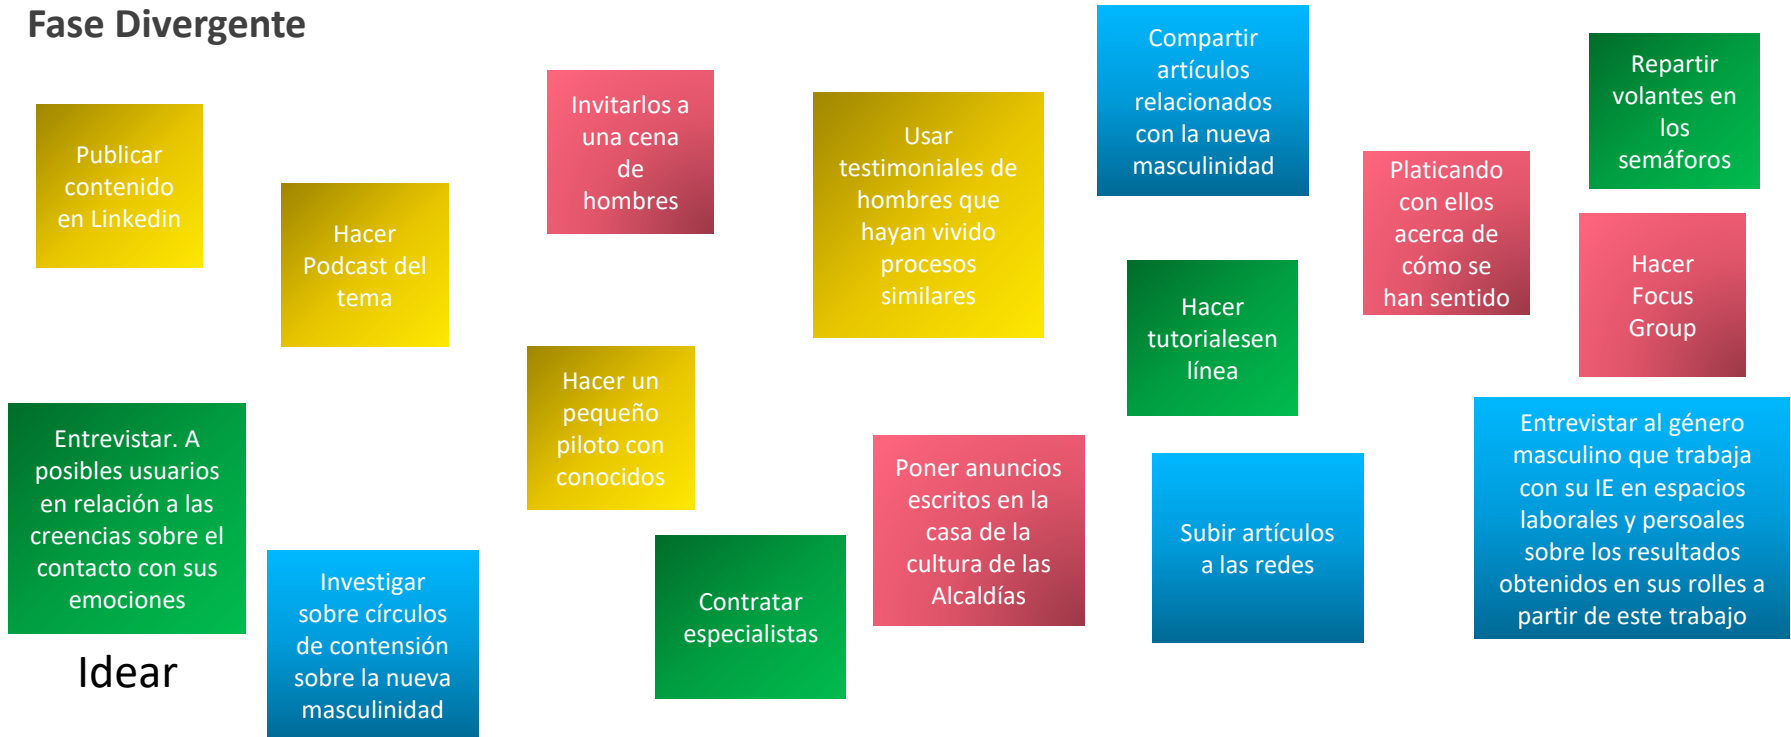 Fase Divergente
Publicar
contenido
en Linkedin
Hacer
Podcast del
tema
Invitarlos a
una cena
de
hombres
Usar
testimoniales de
hombres que
hayan vivido
procesos
similares
Compartir
artículos
relacionados
con la nueva
masculinidad
Platicando
con ellos
acerca de
cómo se
han sentido
Repartir
volantes en
los
semáforos
Hacer
Focus
Group
Hacer
tutorialesen
línea
Hacer un
pequeño
piloto con
conocidos
Entrevistar. A
posibles usuarios
en relación a las
creencias sobre el
contacto con sus
emociones
Investigar
sobre círculos
de contensión
sobre la nueva
masculinidad
Contratar
especialistas
Poner anuncios
escritos en la
casa de la
cultura de las
Alcaldías
Subir artículos
a las redes
Entrevistar al género
masculino que trabaja
con su IE en espacios
laborales y persoales
sobre los resultados
obtenidos en sus rolles a
partir de este trabajo
Idear